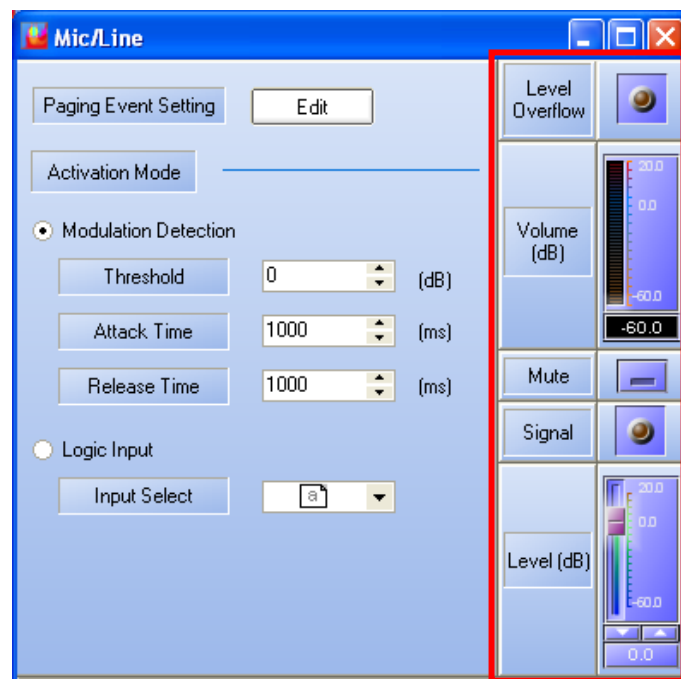 Mic/Line
Paging Event Setting
Edit
Activation Mode
Modulation Detection
Threshold
0
(dB)
Attack Time
1000
(ms)
Release Time
1000
(ms)
Logic Input
Input Select
a
Level
Overflow
Volume
(dB)
20.0
0.0
-60.0
-60.0
Mute
Signal
Level (dB)
20.0
0.0
-60.0
0.0